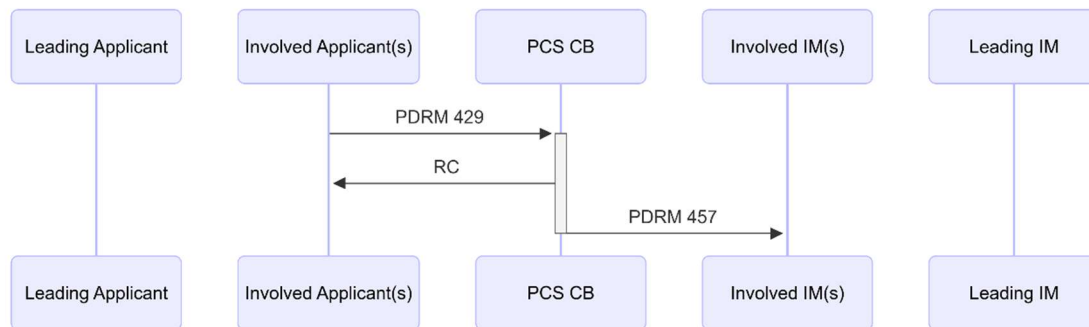 Leading Applicant
Involved Applicant(s)
PCS CB
Involved IM(s)
Leading IM
PDRM 429
RC
PDRM 457
Leading Applicant
Involved Applicant(s)
PCS CB
Involved IM(s)
Leading IM